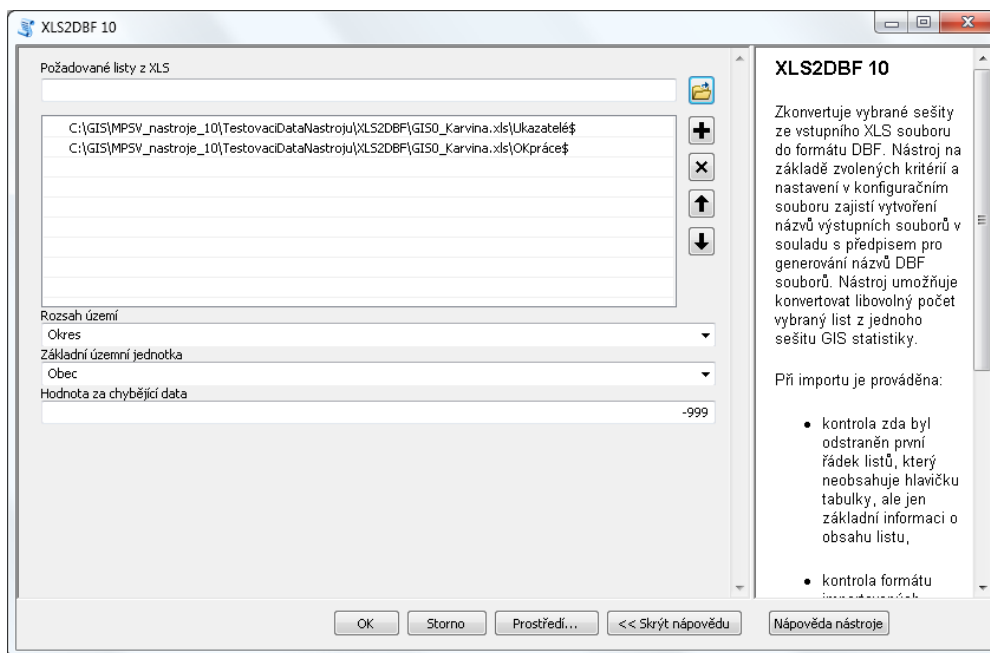 XLS2DBF 10
Požadované listy z XLS
C:\GIS\MPSV_nastroje_10\TestovaciDataNastroju\XLS2DBF\GIS0_Karvina.xls\Ukazatelé$
C:\GIS\MPSV_nastroje_10\TestovaciDataNastroju\XLS2DBF\GIS0_Karvina.xls\OKpráce$
Rozsah území
Okres
Základní územní jednotka
Obec
Hodnota za chybějící data
-999
XLS2DBF 10
Zkonvertuje vybrané sešity
ze vstupního XLS souboru
do formátu DBF. Nástroj na
základě zvolených kritérií a
nastavení v konfiguračním
souboru zajistí vytvoření
názvů výstupních souborů v
souladu s předpisem pro
generování názvů DBF
souborů. Nástroj umožňuje
konvertovat libovolný počet
vybraný list z jednoho
sešitu GIS statistiky.
Při importu je prováděna:
• kontrola zda byl
odstraněn první
řádek listů, který
neobsahuje hlavičku
tabulky, ale jen
základní informaci o
obsahu listu,
• kontrola formátu
OK
Storno
Prostředí...
<< Skrýt nápovědu
Nápověda nástroje